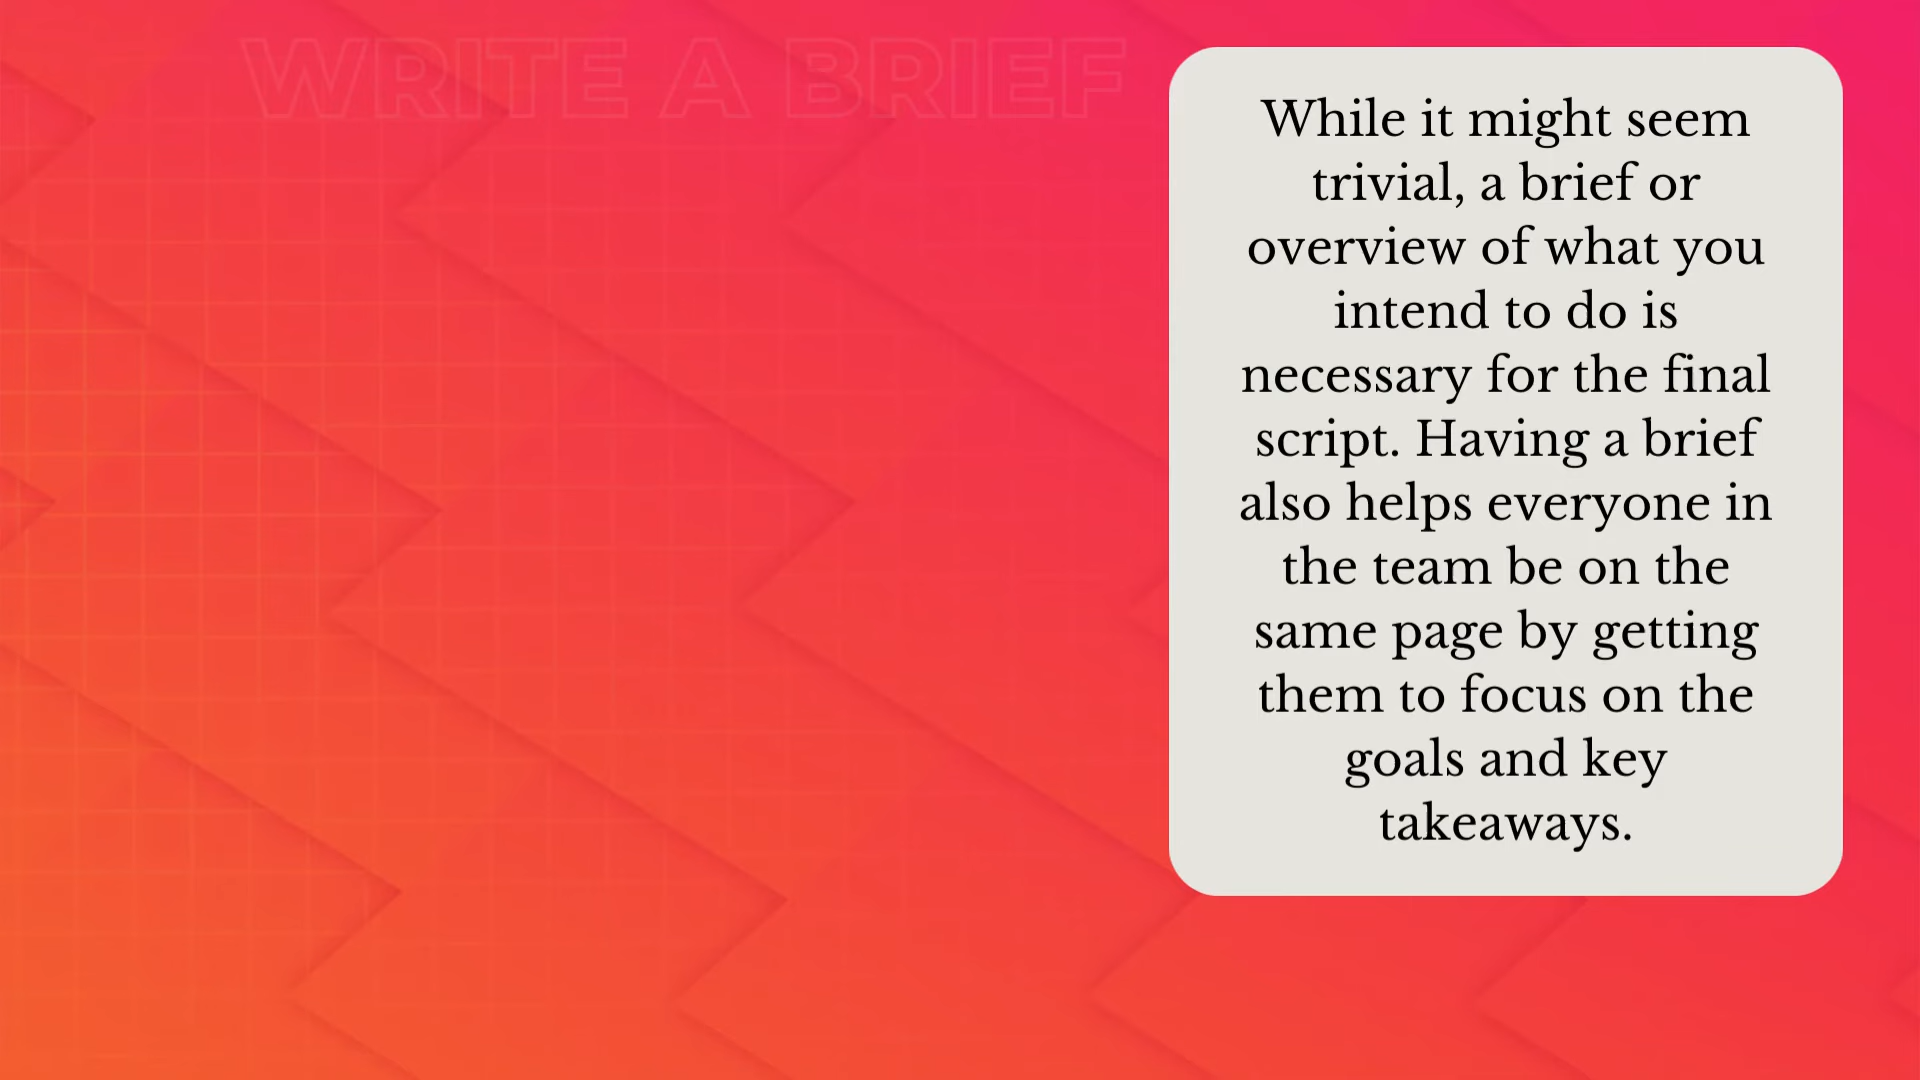 WRITE A BRIEF
While it might seem
trivial, a brief or
overview of what you
intend to do is
necessary for the final
script. Having a brief
also helps everyone in
the team be on the
same page by getting
them to focus on the
goals and key
takeaways.